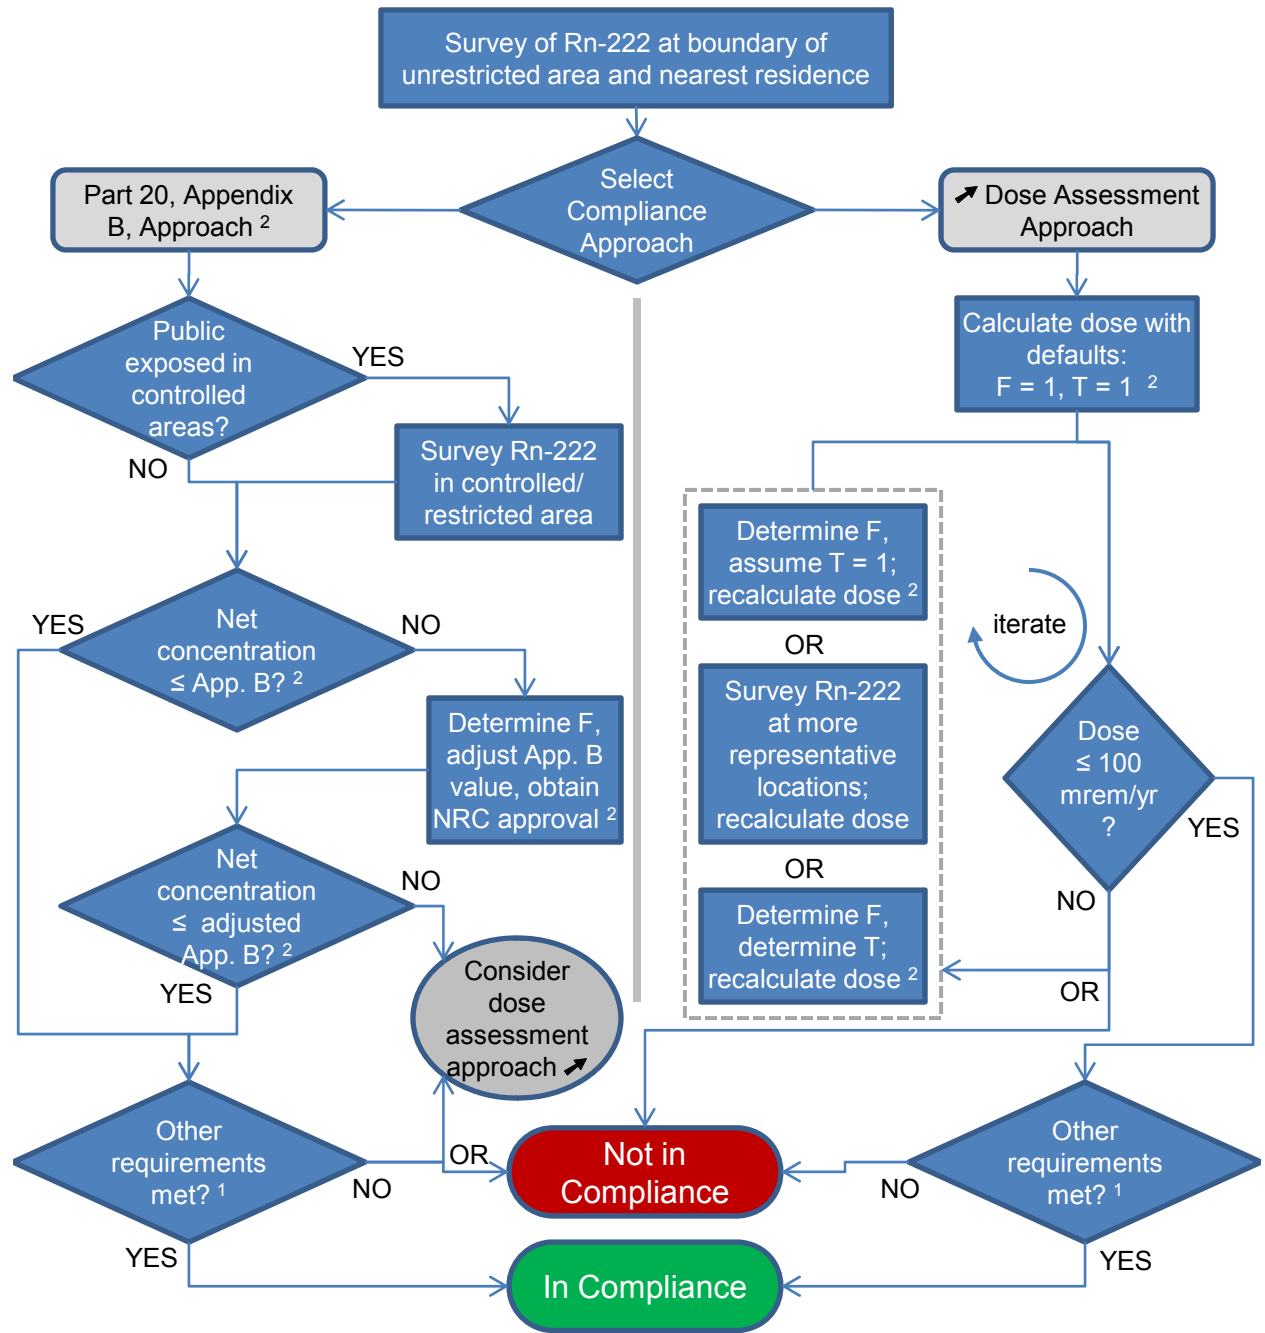 Survey of Rn-222 at boundary of
unrestricted area and nearest residence
Select
Compliance
Approach
Part 20, Appendix
B, Approach ²
Public
exposed in
controlled
areas?
YES
NO
Survey Rn-222
in controlled/
restricted area
Net
concentration
≤ App. B? ²
YES
NO
Determine F,
adjust App. B
value, obtain
NRC approval ²
Net
concentration
≤ adjusted
App. B? ²
NO
YES
Consider
dose
assessment
approach ➚
Other
requirements
met? ¹
NO
OR
YES
➚ Dose Assessment
Approach
Calculate dose with
defaults:
F = 1, T = 1 ²
Determine F,
assume T = 1;
recalculate dose ²
OR
Survey Rn-222
at more
representative
locations;
recalculate dose
OR
Determine F,
determine T;
recalculate dose ²
iterate
Dose
≤ 100
mrem/yr
?
YES
NO
OR
Other
requirements
met? ¹
NO
YES
Not in
Compliance
In Compliance